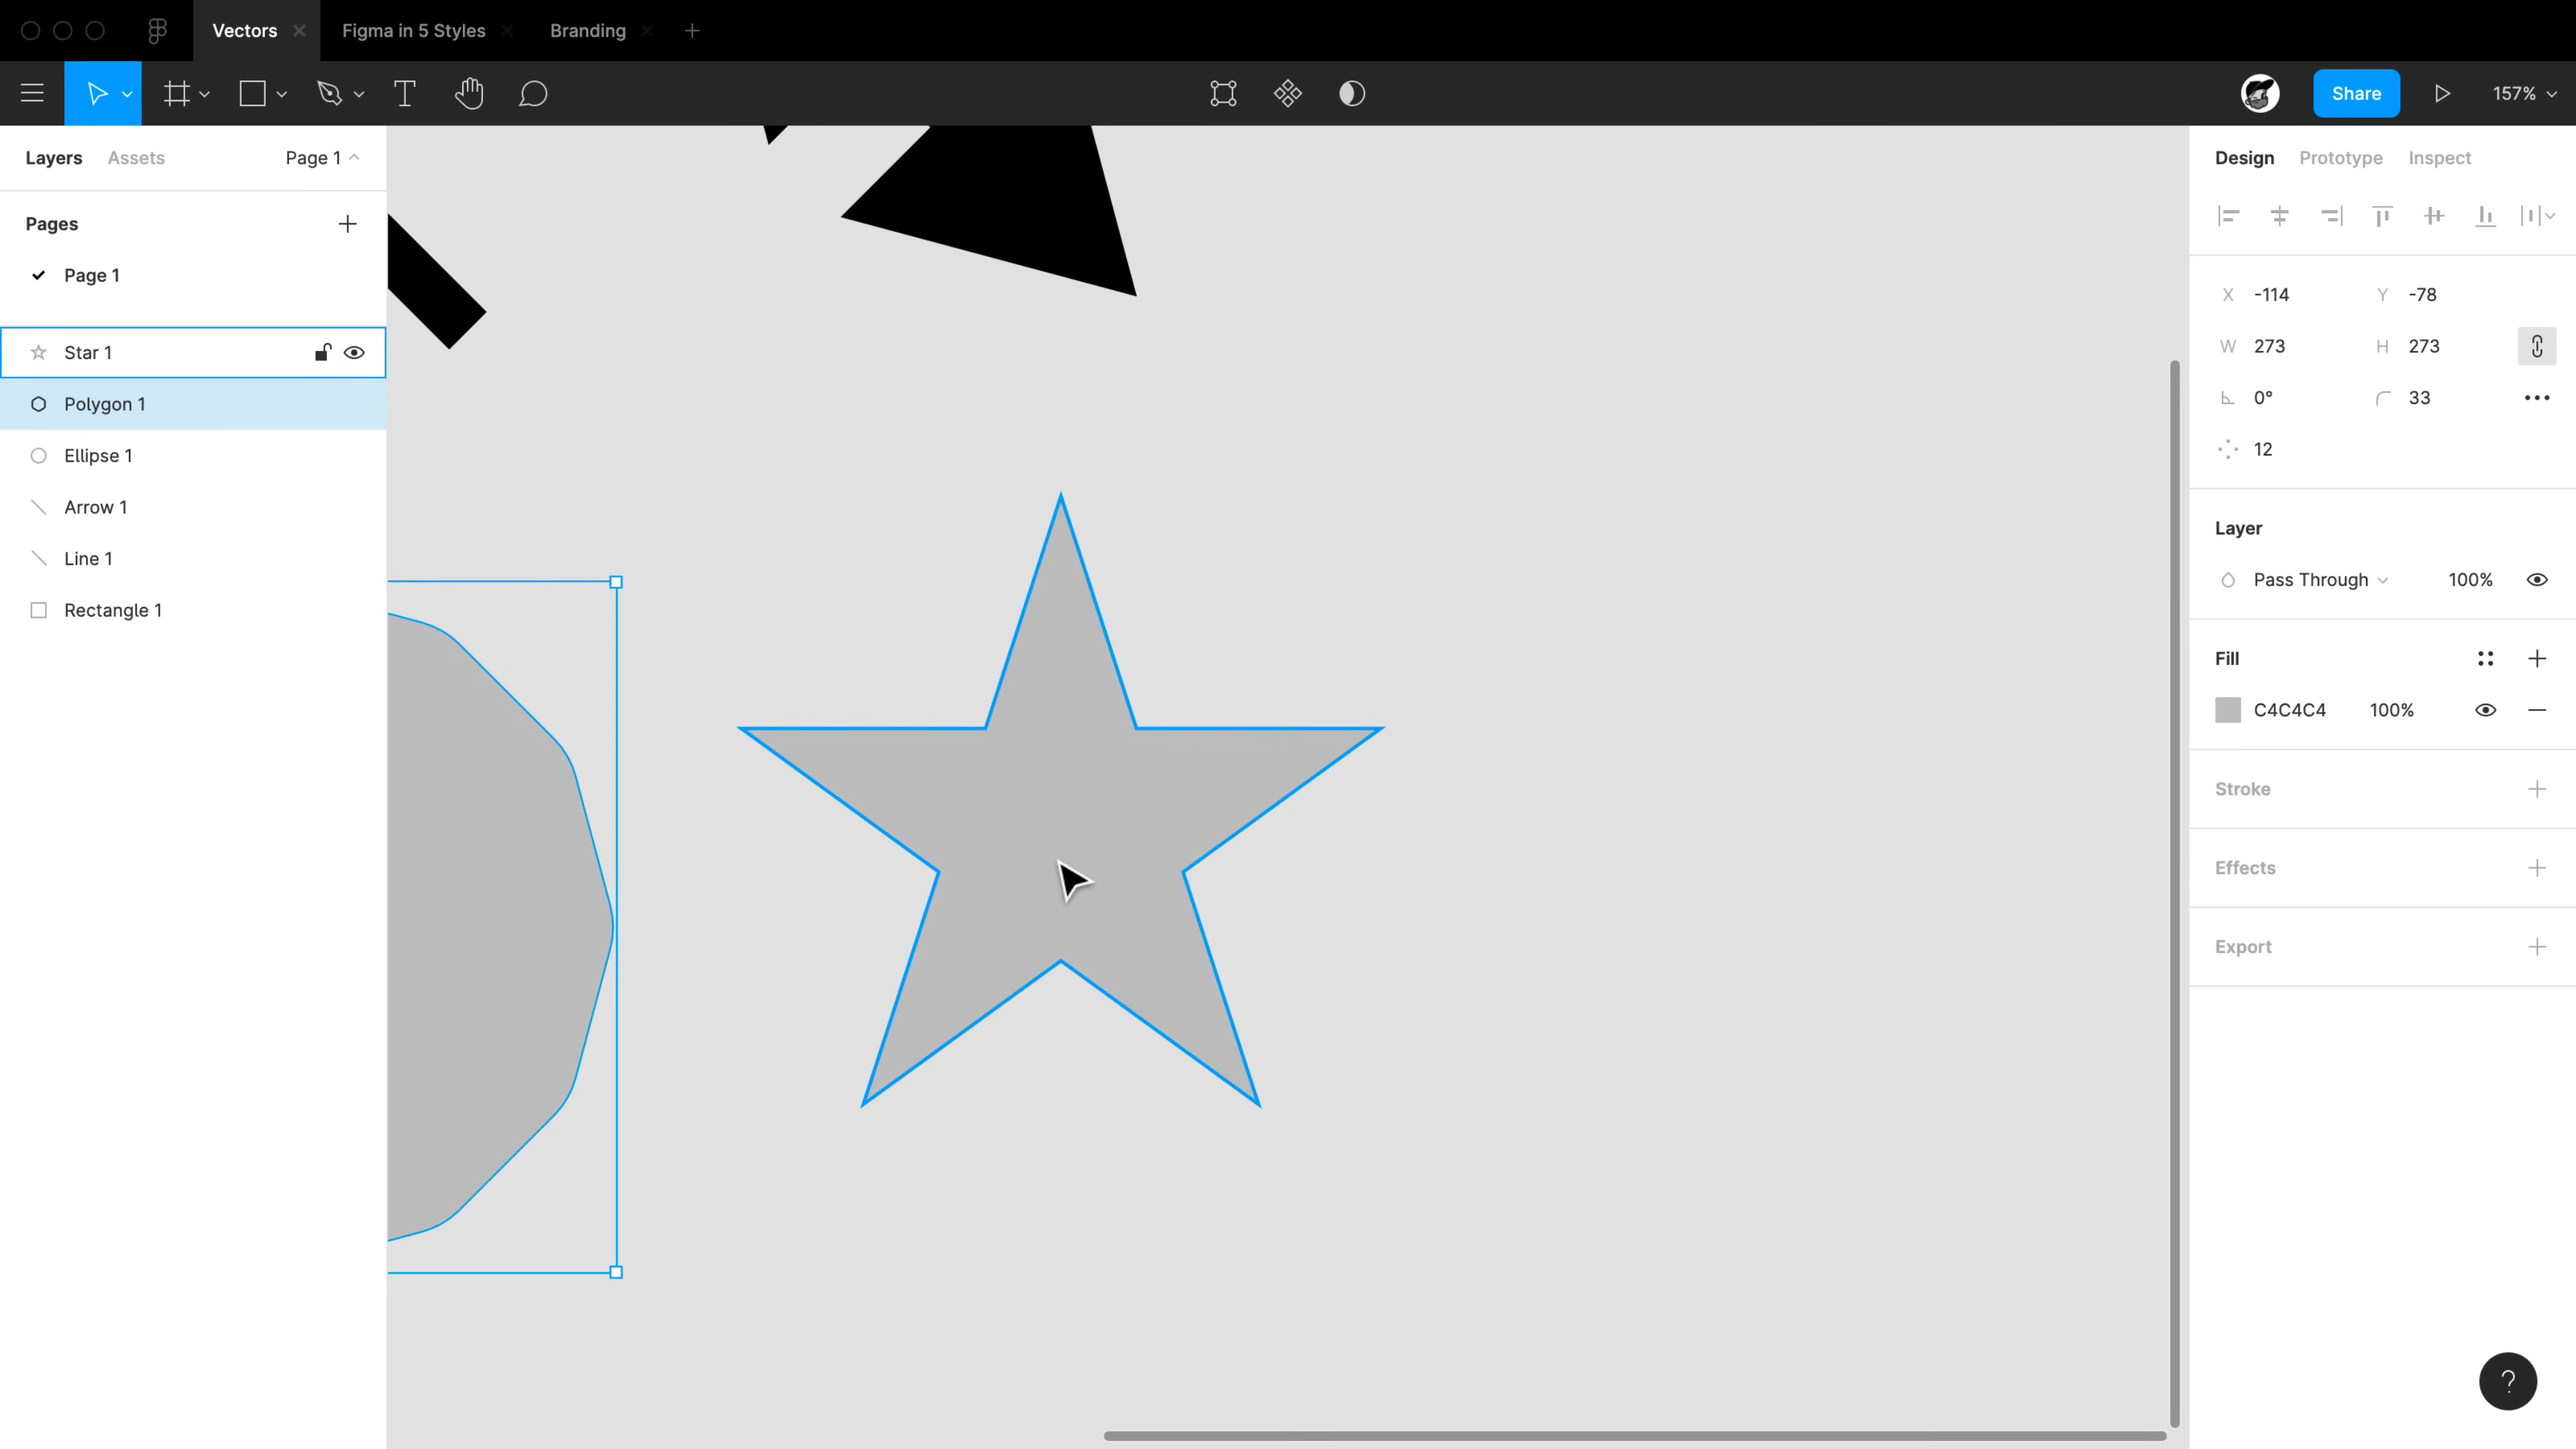 Vectors Figma in 5 Styles Branding
Share 157%
Layers Assets Page 1
Pages
Page 1
Star 1
Polygon 1
Ellipse 1
Arrow 1
Line 1
Rectangle 1
Design Prototype Inspect
X -114 Y -78
W 273 H 273
0° 33
12
Layer
Pass Through 100%
Fill
C4C4C4 100%
Stroke
Effects
Export
?